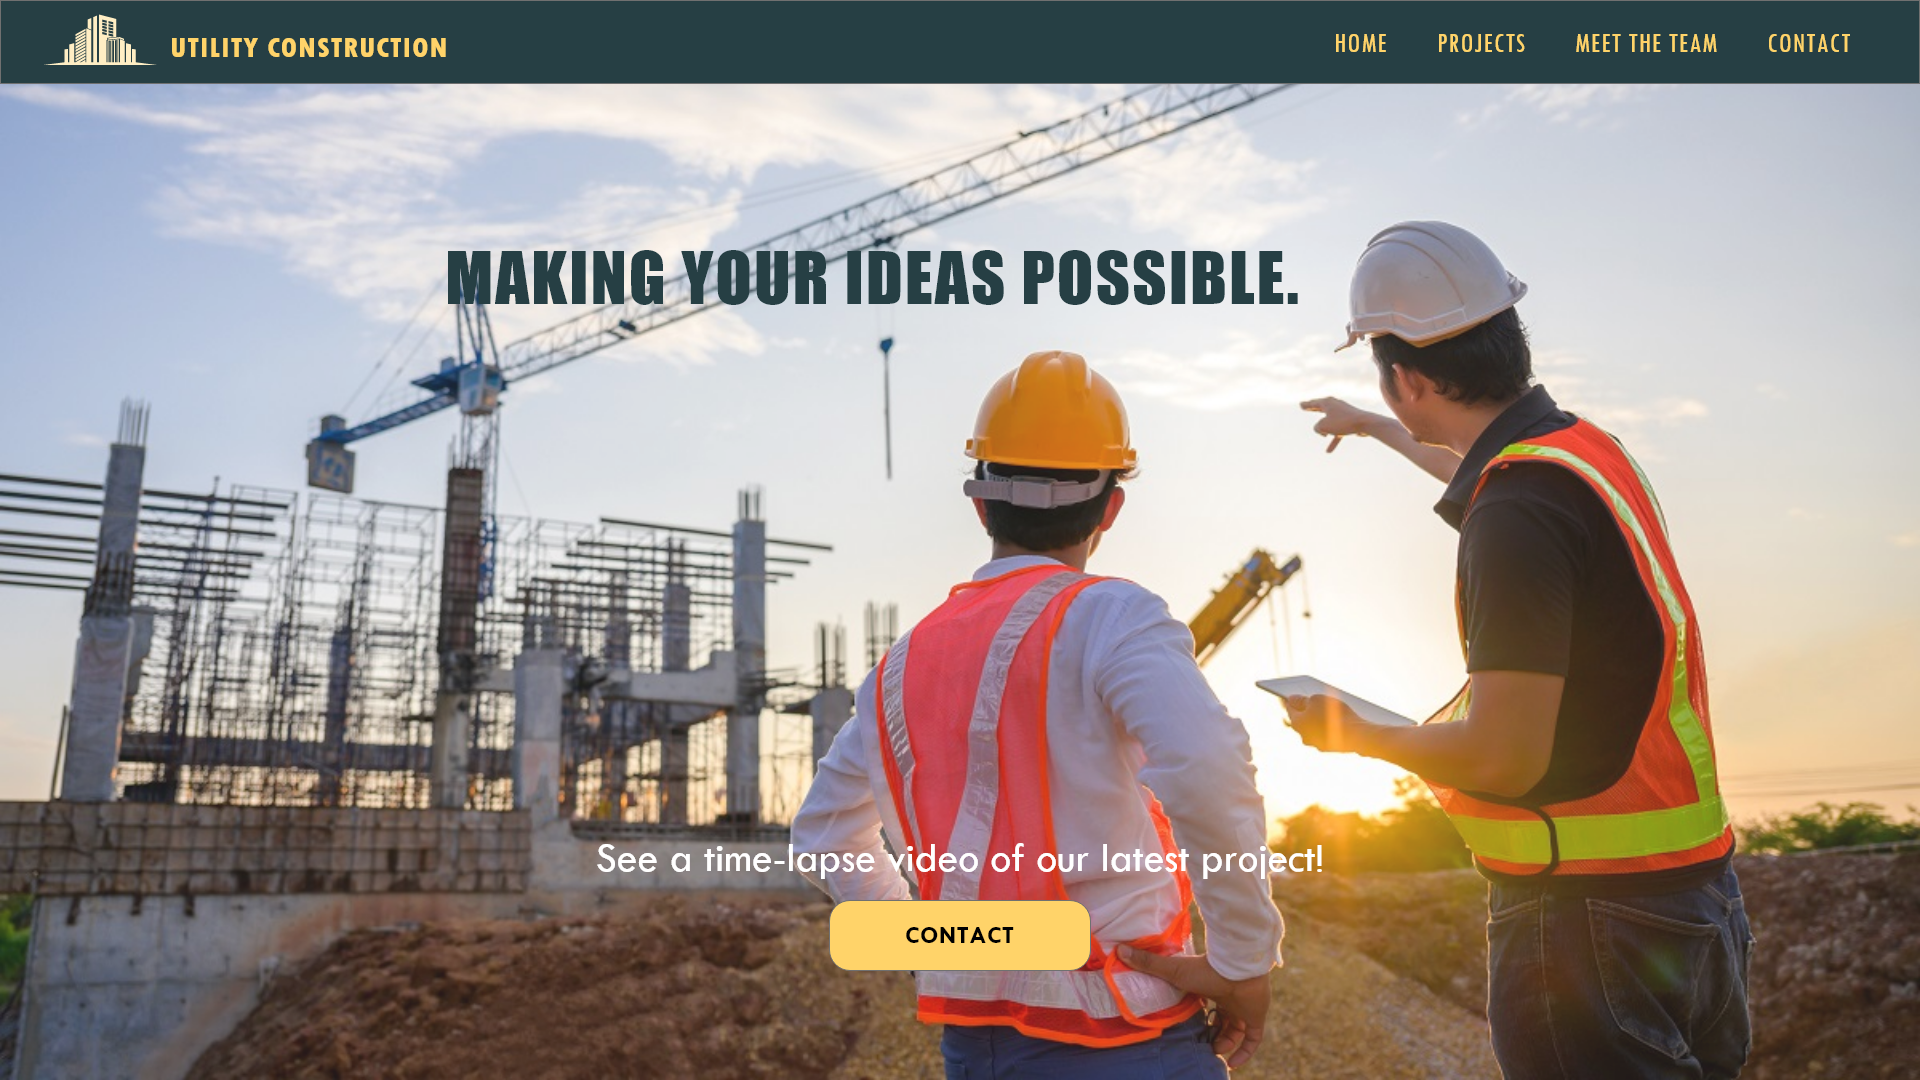 UTILITY CONSTRUCTION
HOME PROJECTS MEET THE TEAM CONTACT
MAKING YOUR IDEAS POSSIBLE.
See a time-lapse video of our latest project!
CONTACT